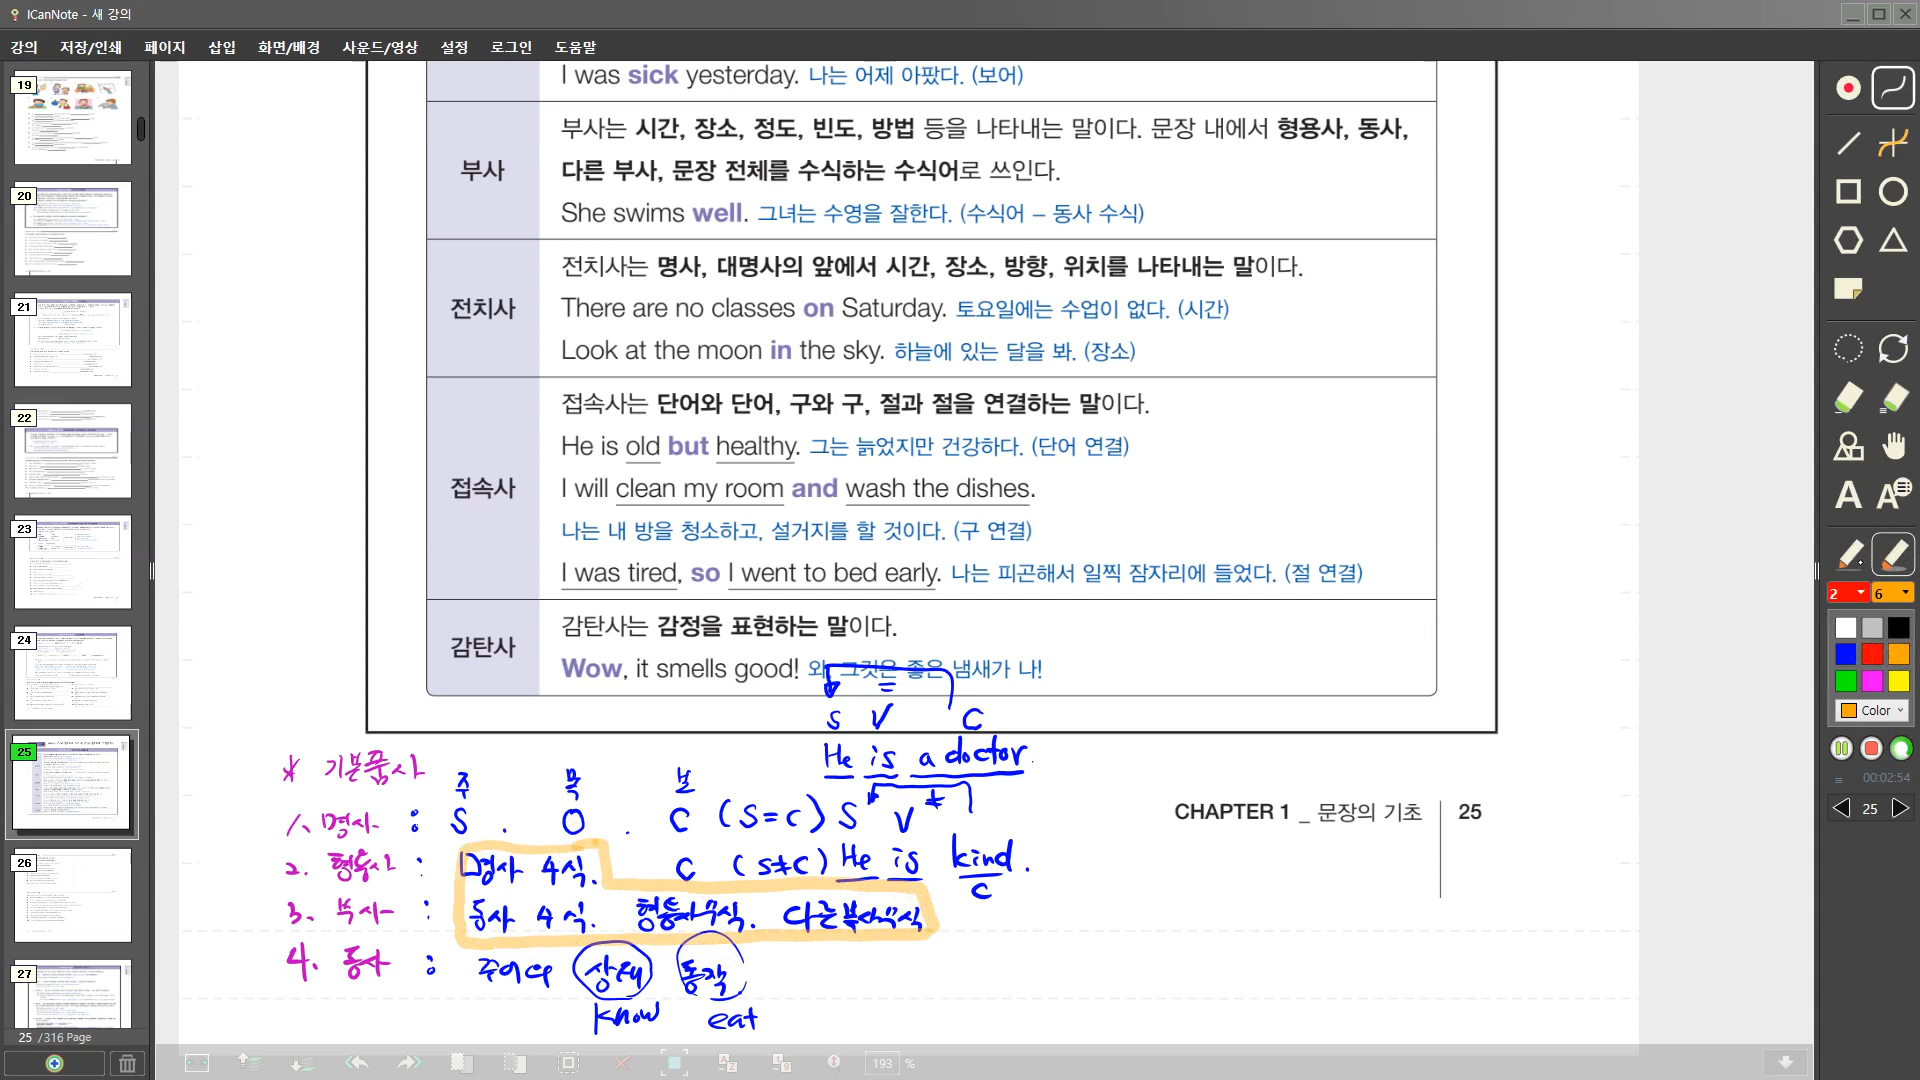 ICanNote - 새 강의
강의 저장/인쇄 페이지 삽입 화면/배경 사운드/영상 설정 로그인 도움말
19
20
21
22
23
24
25
26
27
25 /316 Page
I was sick yesterday. 나는 어제 아팠다. (보어)
부사
부사는 시간, 장소, 정도, 빈도, 방법 등을 나타내는 말이다. 문장 내에서 형용사, 동사,
다른 부사, 문장 전체를 수식하는 수식어로 쓰인다.
She swims well. 그녀는 수영을 잘한다. (수식어 – 동사 수식)
전치사
전치사는 명사, 대명사의 앞에서 시간, 장소, 방향, 위치를 나타내는 말이다.
There are no classes on Saturday. 토요일에는 수업이 없다. (시간)
Look at the moon in the sky. 하늘에 있는 달을 봐. (장소)
접속사
접속사는 단어와 단어, 구와 구, 절과 절을 연결하는 말이다.
He is old but healthy. 그는 늙었지만 건강하다. (단어 연결)
I will clean my room and wash the dishes.
나는 내 방을 청소하고, 설거지를 할 것이다. (구 연결)
I was tired, so I went to bed early. 나는 피곤해서 일찍 잠자리에 들었다. (절 연결)
감탄사
감탄사는 감정을 표현하는 말이다.
Wow, it smells good! 와, 그것은 좋은 냄새가 나!
=
S V C
He is a doctor.
* 기본품사
주 목 보
1. 명사 : S . O . C (S=C) S V
2. 형용사 : 명사 수식. C (S≠C) He is kind.
C
3. 부사 : 동사 수식. 형용사수식. 다른부사수식
4. 동사 : 주어의 상태 동작
know eat
CHAPTER 1 _ 문장의 기초 25
193 %
2 6
Color
00:02:54
25